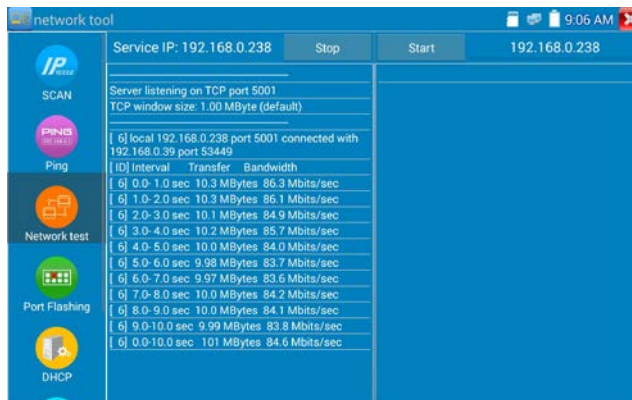 network tool
9:06 AM
Service IP: 192.168.0.238
Stop
Start
192.168.0.238
IP
SCAN
PING
Ping
Network test
Port Flashing
DHCP
Server listening on TCP port 5001
TCP window size: 1.00 MByte (default)
[ 6] local 192.168.0.238 port 5001 connected with
192.168.0.39 port 53449
[ ID] Interval Transfer Bandwidth
[ 6] 0.0- 1.0 sec 10.3 MBytes 86.3 Mbits/sec
[ 6] 1.0- 2.0 sec 10.3 MBytes 86.1 Mbits/sec
[ 6] 2.0- 3.0 sec 10.1 MBytes 84.9 Mbits/sec
[ 6] 3.0- 4.0 sec 10.2 MBytes 85.7 Mbits/sec
[ 6] 4.0- 5.0 sec 10.0 MBytes 84.0 Mbits/sec
[ 6] 5.0- 6.0 sec 9.98 MBytes 83.7 Mbits/sec
[ 6] 6.0- 7.0 sec 9.97 MBytes 83.6 Mbits/sec
[ 6] 7.0- 8.0 sec 10.0 MBytes 84.2 Mbits/sec
[ 6] 8.0- 9.0 sec 10.0 MBytes 84.1 Mbits/sec
[ 6] 9.0-10.0 sec 9.99 MBytes 83.8 Mbits/sec
[ 6] 0.0-10.0 sec 101 MBytes 84.6 Mbits/sec